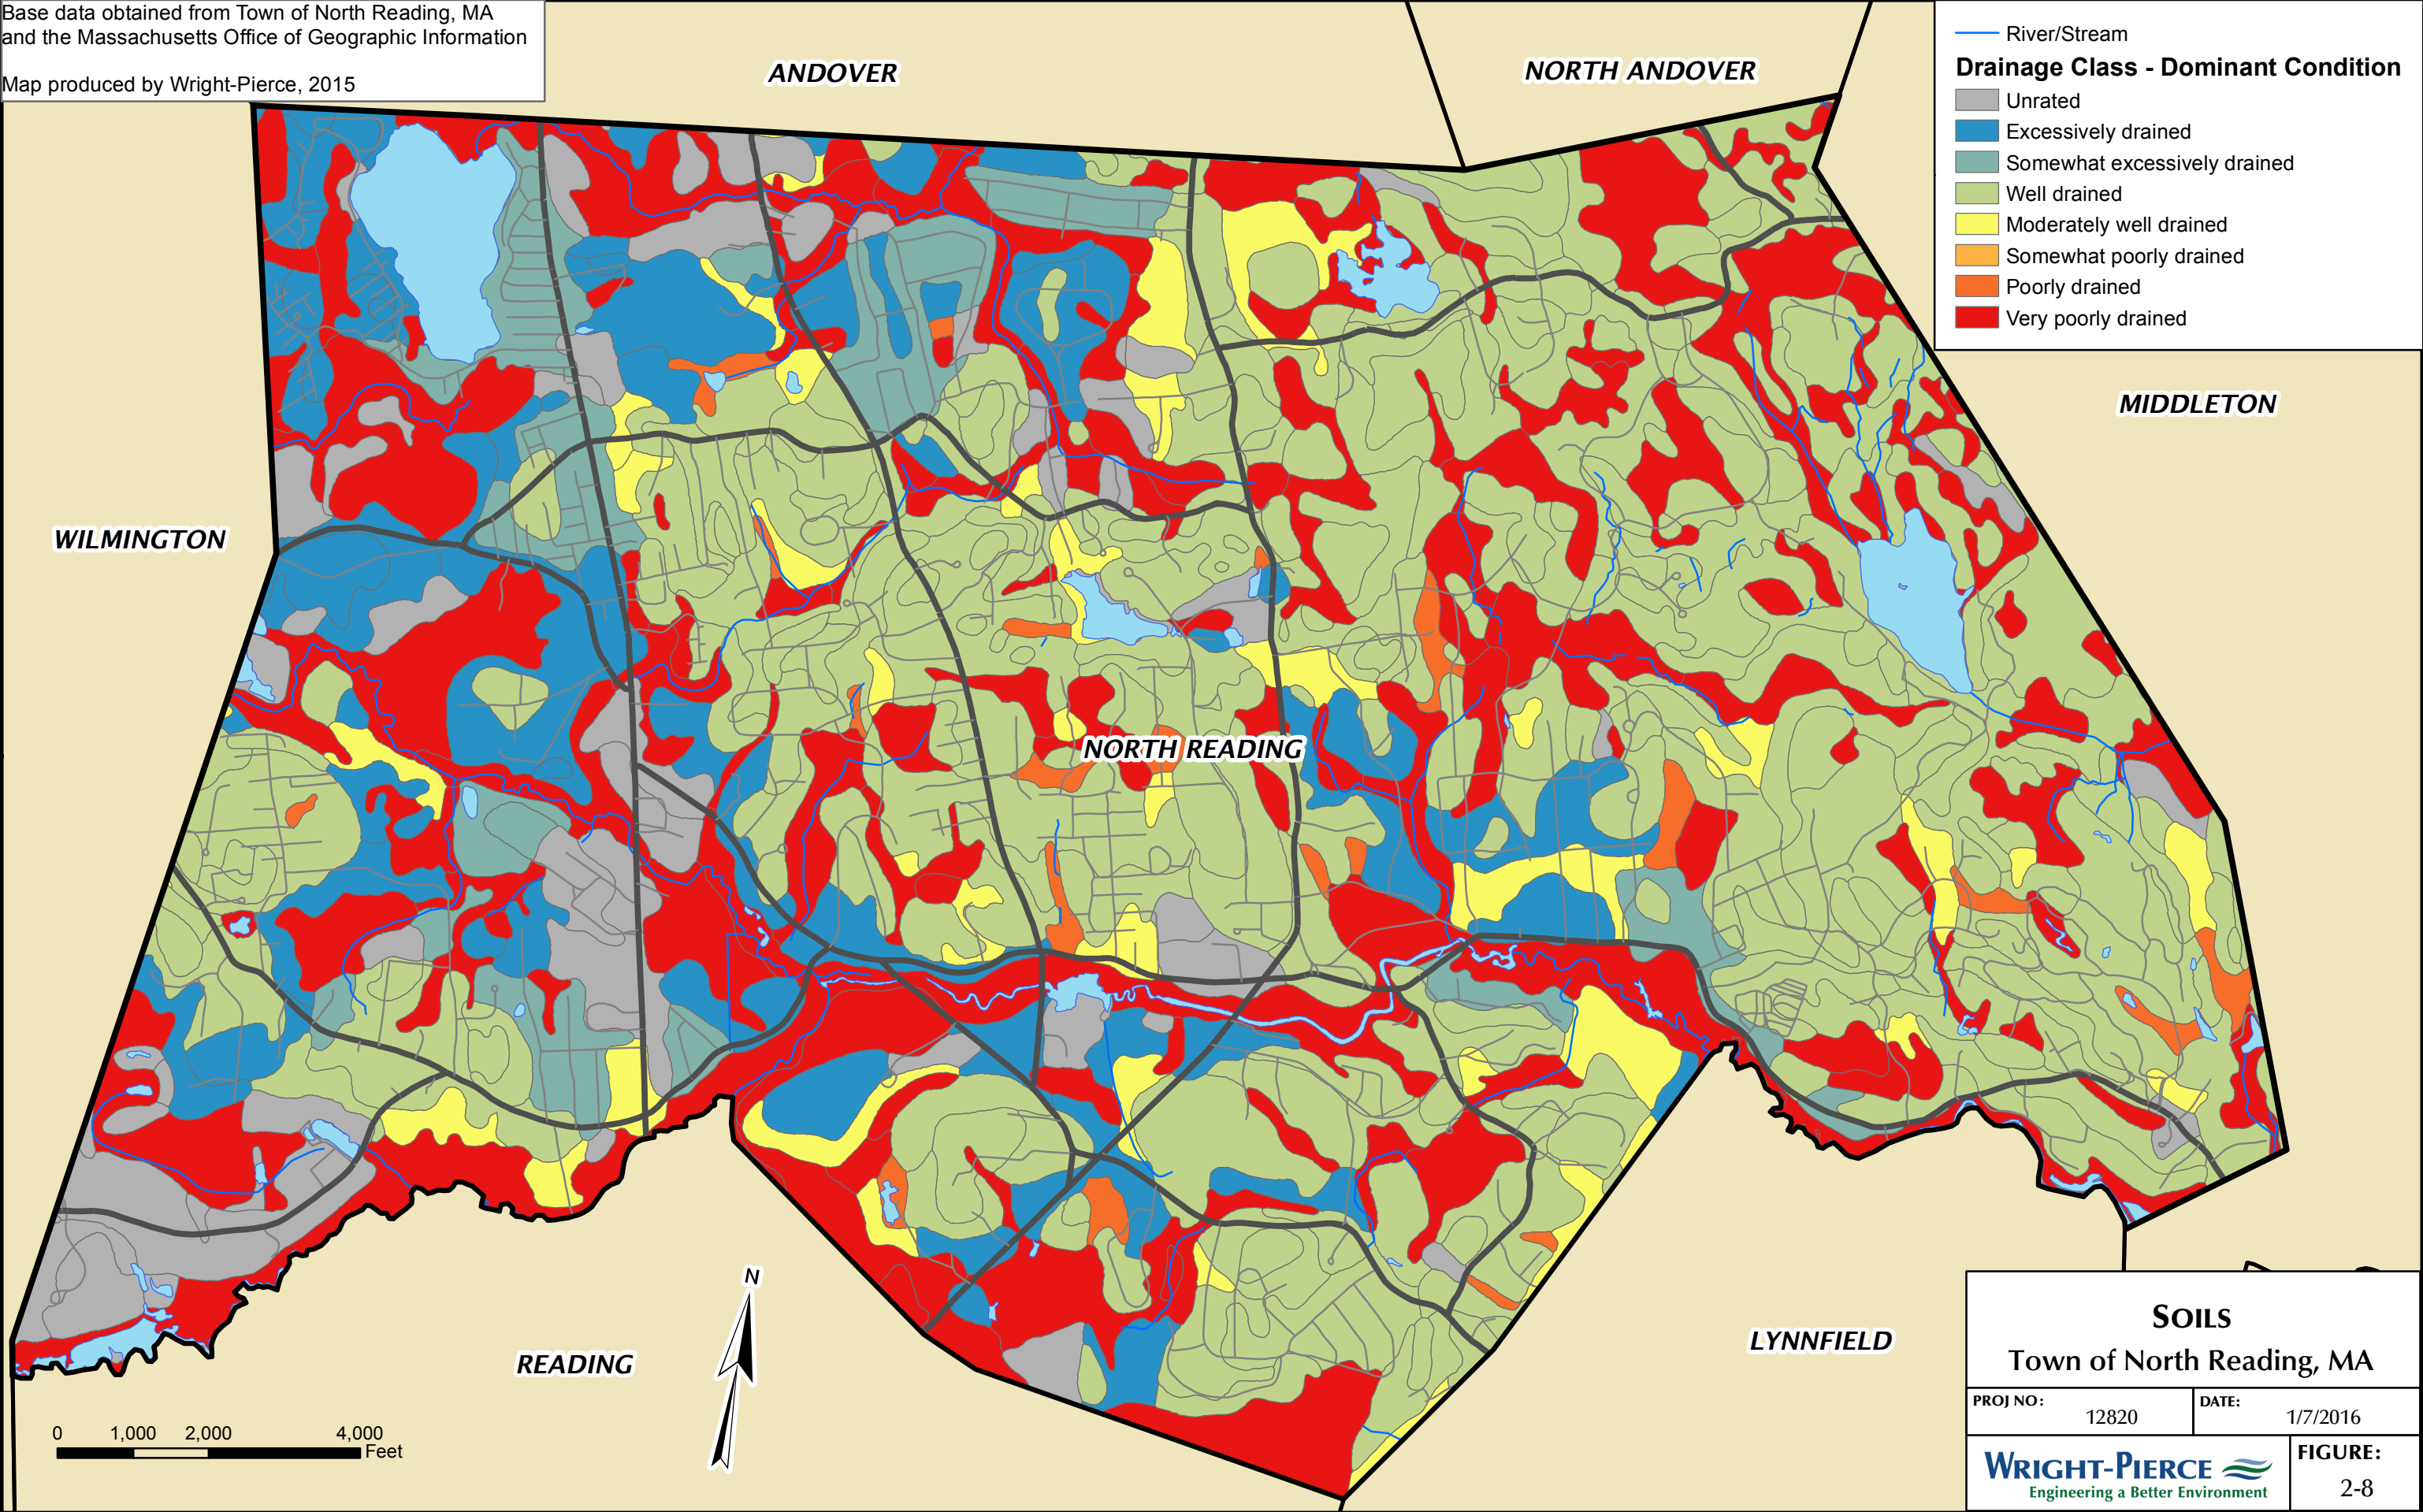 Base data obtained from Town of North Reading, MA
and the Massachusetts Office of Geographic Information
Map produced by Wright-Pierce, 2015
ANDOVER
NORTH ANDOVER
River/Stream
Drainage Class - Dominant Condition
Unrated
Excessively drained
Somewhat excessively drained
Well drained
Moderately well drained
Somewhat poorly drained
Poorly drained
Very poorly drained
MIDDLETON
WILMINGTON
NORTH READING
READING
LYNNFIELD
N
0 1,000 2,000 4,000
Feet
SOILS
Town of North Reading, MA
PROJ NO: 12820
DATE: 1/7/2016
WRIGHT-PIERCE
Engineering a Better Environment
FIGURE:
2-8